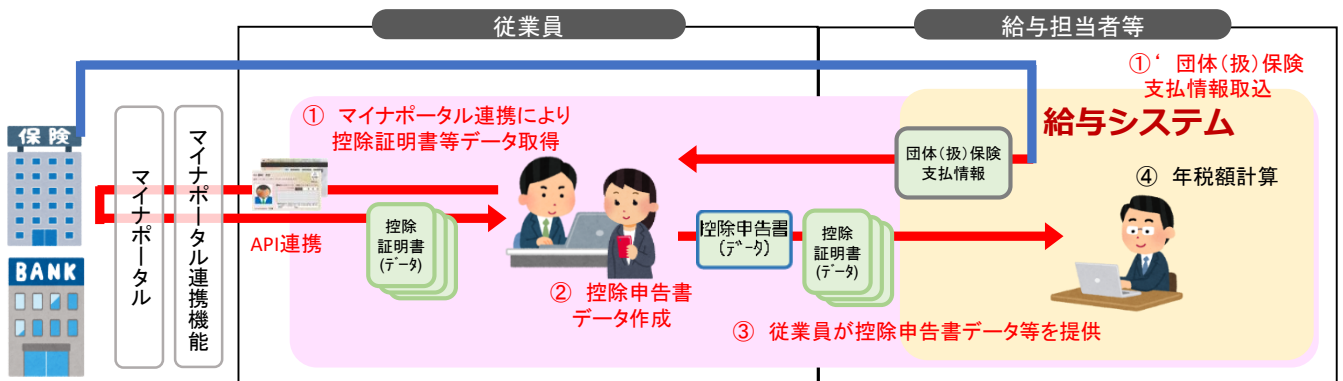 従業員
給与担当者等
①‘ 団体(扱)保険
支払情報取込
給与システム
① マイナポータル連携により
控除証明書等データ取得
保険
マイナポータル
マイナポータル連携機能
団体(扱)保険
支払情報
④ 年税額計算
API連携
控除
証明書
(ﾃﾞｰﾀ)
控除申告書
(ﾃﾞｰﾀ)
控除
証明書
(ﾃﾞｰﾀ)
BANK
② 控除申告書
データ作成
③ 従業員が控除申告書データ等を提供